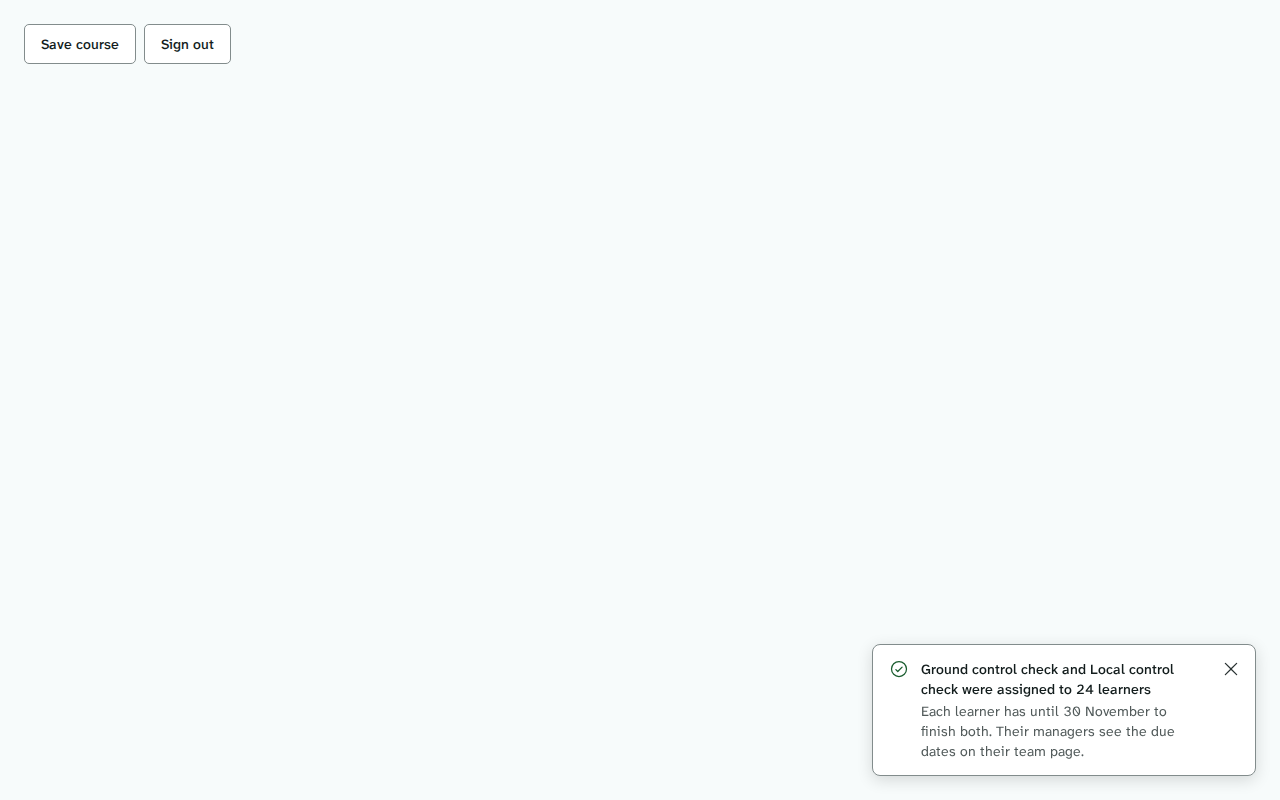 Save course
Sign out
Ground control check and Local control
check were assigned to 24 learners
Each learner has until 30 November to
finish both. Their managers see the due
dates on their team page.